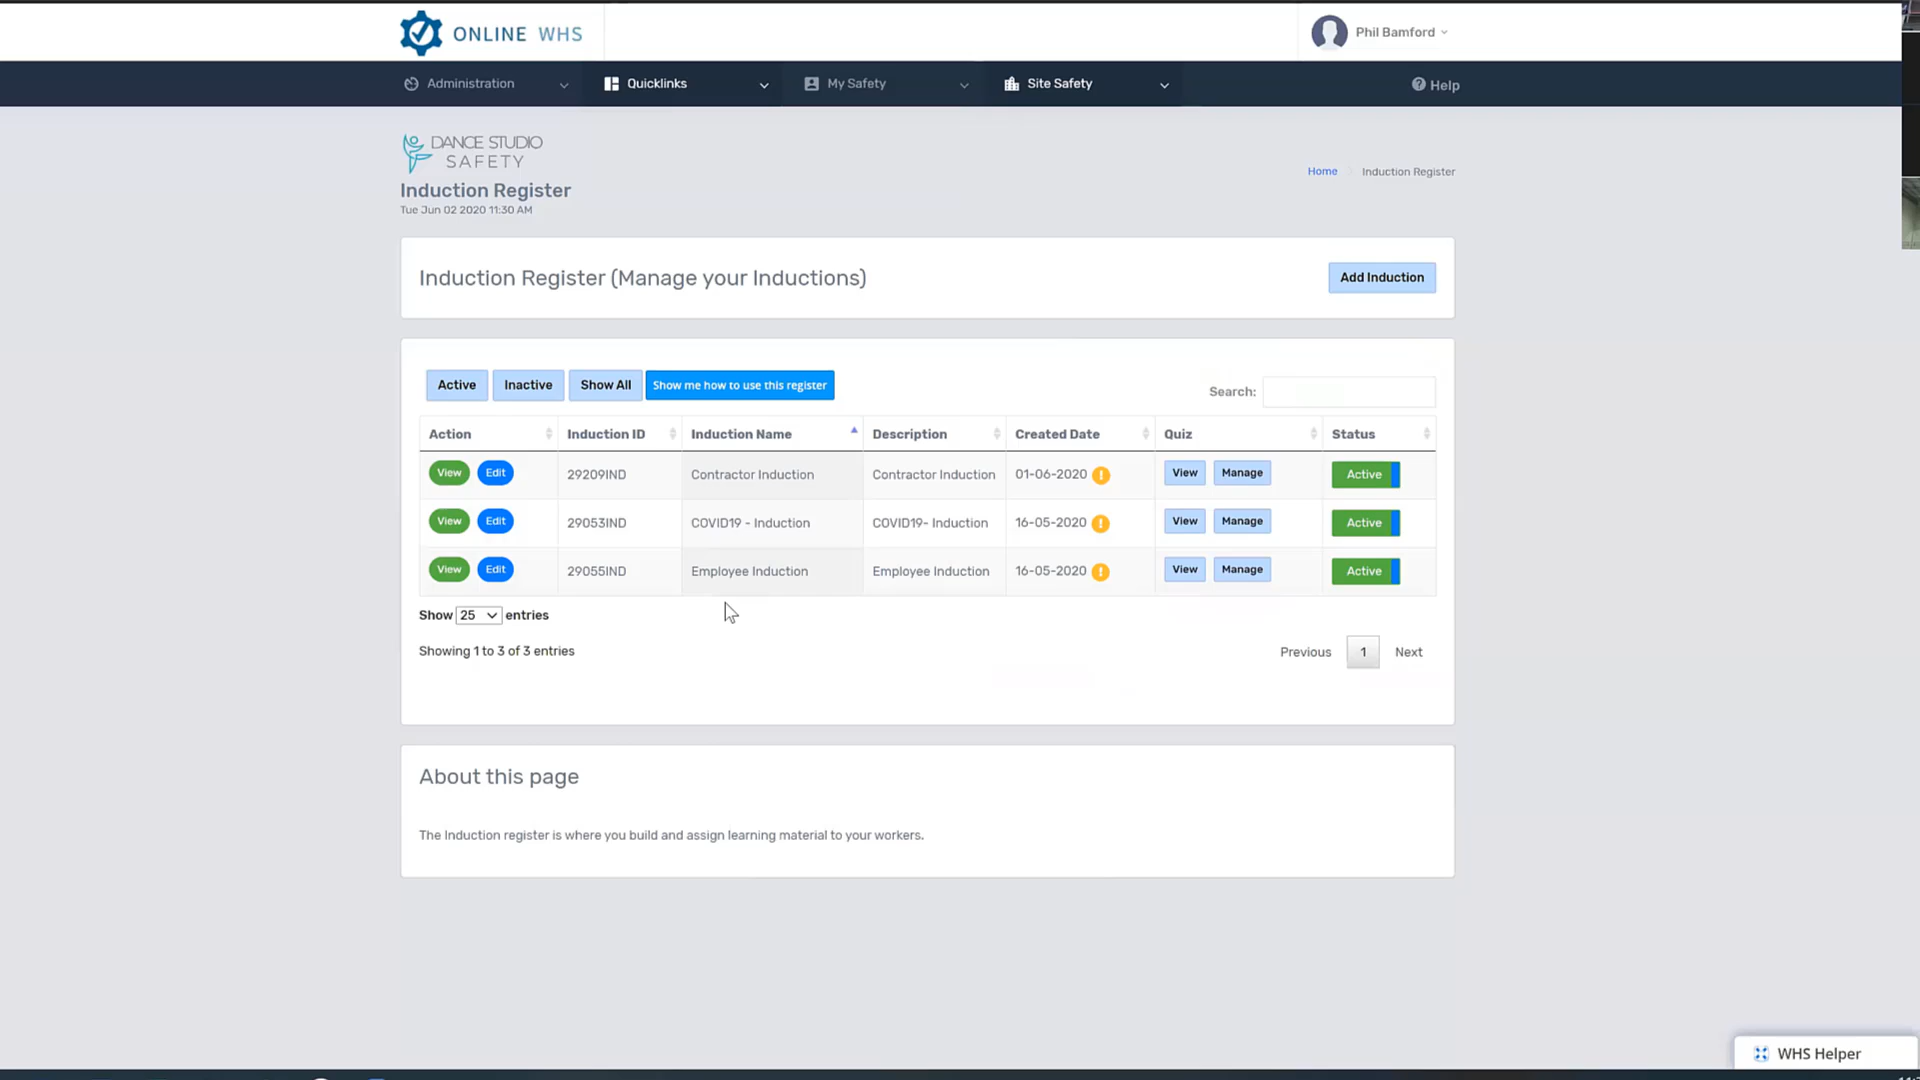 ONLINE WHS
Phil Bamford
Administration Quicklinks My Safety Site Safety Help
DANCE STUDIO
SAFETY
Induction Register
Tue Jun 02 2020 11:30 AM
Home Induction Register
Induction Register (Manage your Inductions)
Add Induction
Active Inactive Show All Show me how to use this register
Search:
Action Induction ID Induction Name Description Created Date Quiz Status
View Edit 29209IND Contractor Induction Contractor Induction 01-06-2020 View Manage Active
View Edit 29053IND COVID19 - Induction COVID19- Induction 16-05-2020 View Manage Active
View Edit 29055IND Employee Induction Employee Induction 16-05-2020 View Manage Active
Show 25 entries
Showing 1 to 3 of 3 entries
Previous 1 Next
About this page
The Induction register is where you build and assign learning material to your workers.
WHS Helper